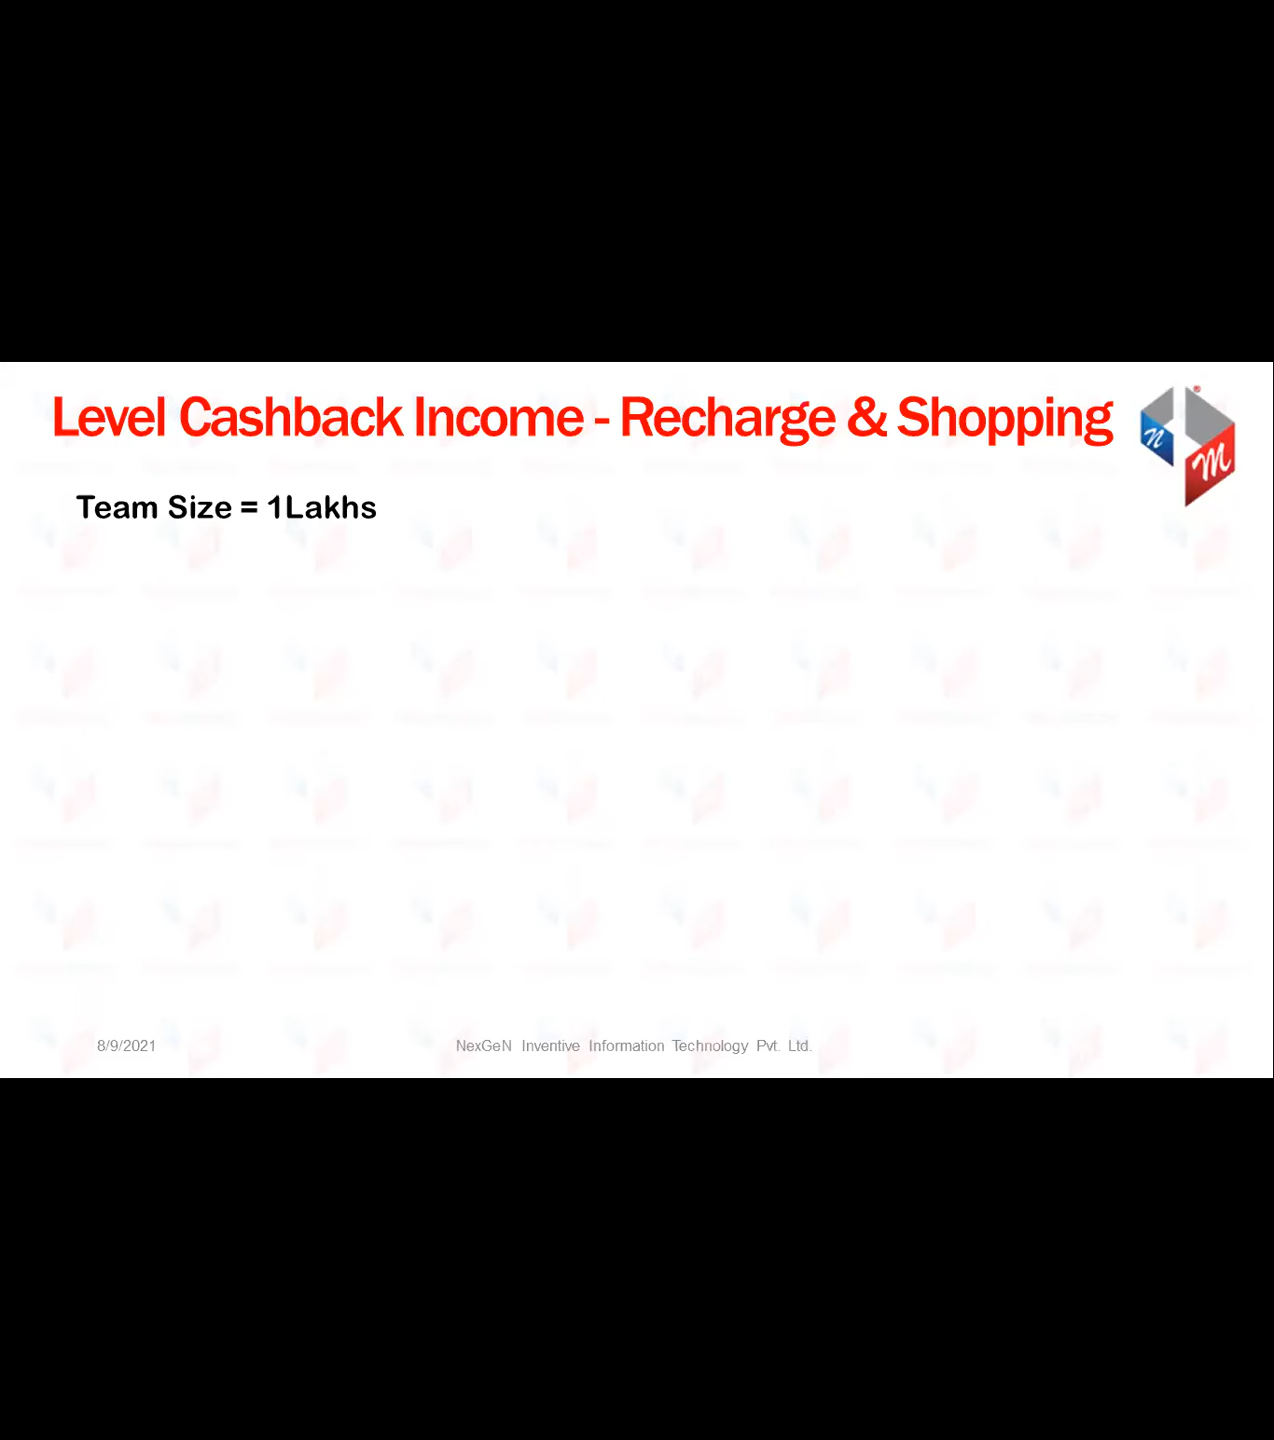 Level Cashback Income - Recharge & Shopping
n
m
®
Team Size = 1Lakhs
8/9/2021
NexGeN Inventive Information Technology Pvt. Ltd.